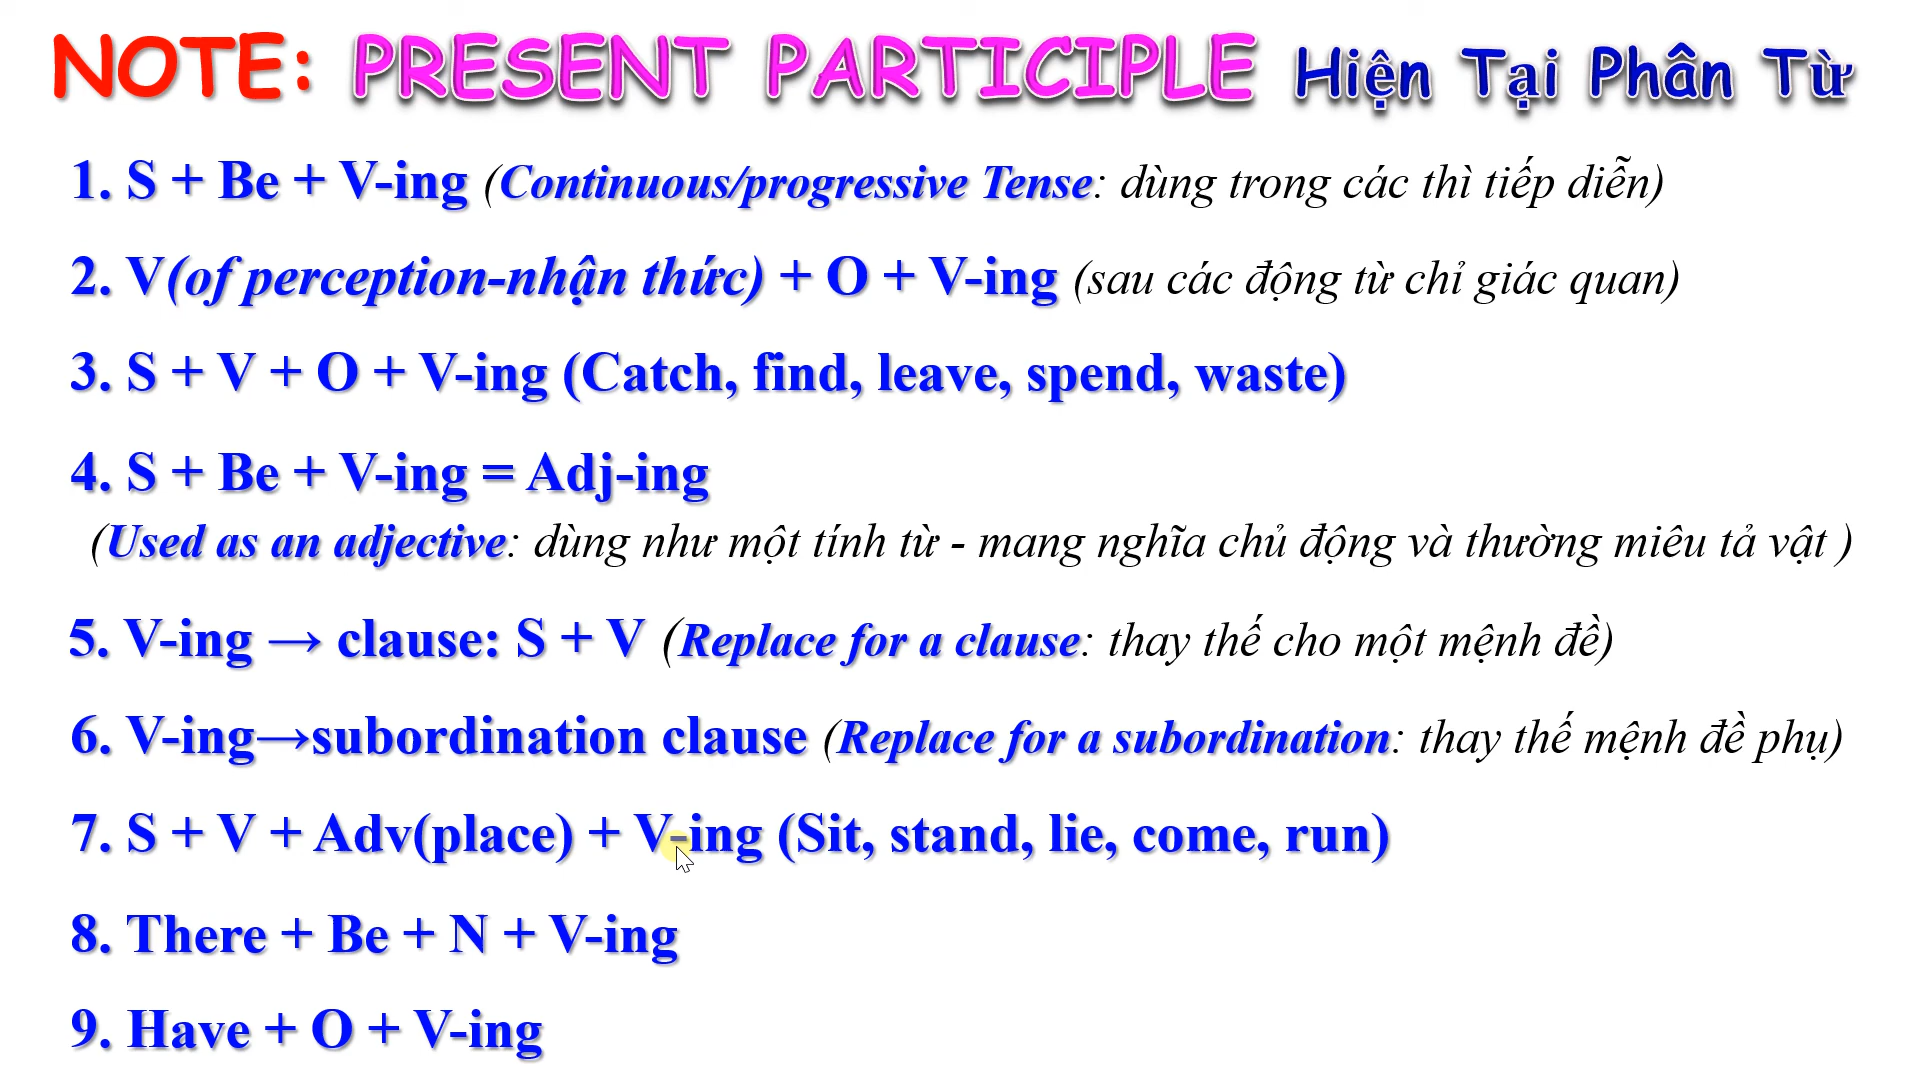 NOTE: PRESENT PARTICIPLE Hiện Tại Phân Từ
1. S + Be + V-ing (Continuous/progressive Tense: dùng trong các thì tiếp diễn)
2. V(of perception-nhận thức) + O + V-ing (sau các động từ chỉ giác quan)
3. S + V + O + V-ing (Catch, find, leave, spend, waste)
4. S + Be + V-ing = Adj-ing
(Used as an adjective: dùng như một tính từ - mang nghĩa chủ động và thường miêu tả vật )
5. V-ing → clause: S + V (Replace for a clause: thay thế cho một mệnh đề)
6. V-ing→subordination clause (Replace for a subordination: thay thế mệnh đề phụ)
7. S + V + Adv(place) + V-ing (Sit, stand, lie, come, run)
8. There + Be + N + V-ing
9. Have + O + V-ing